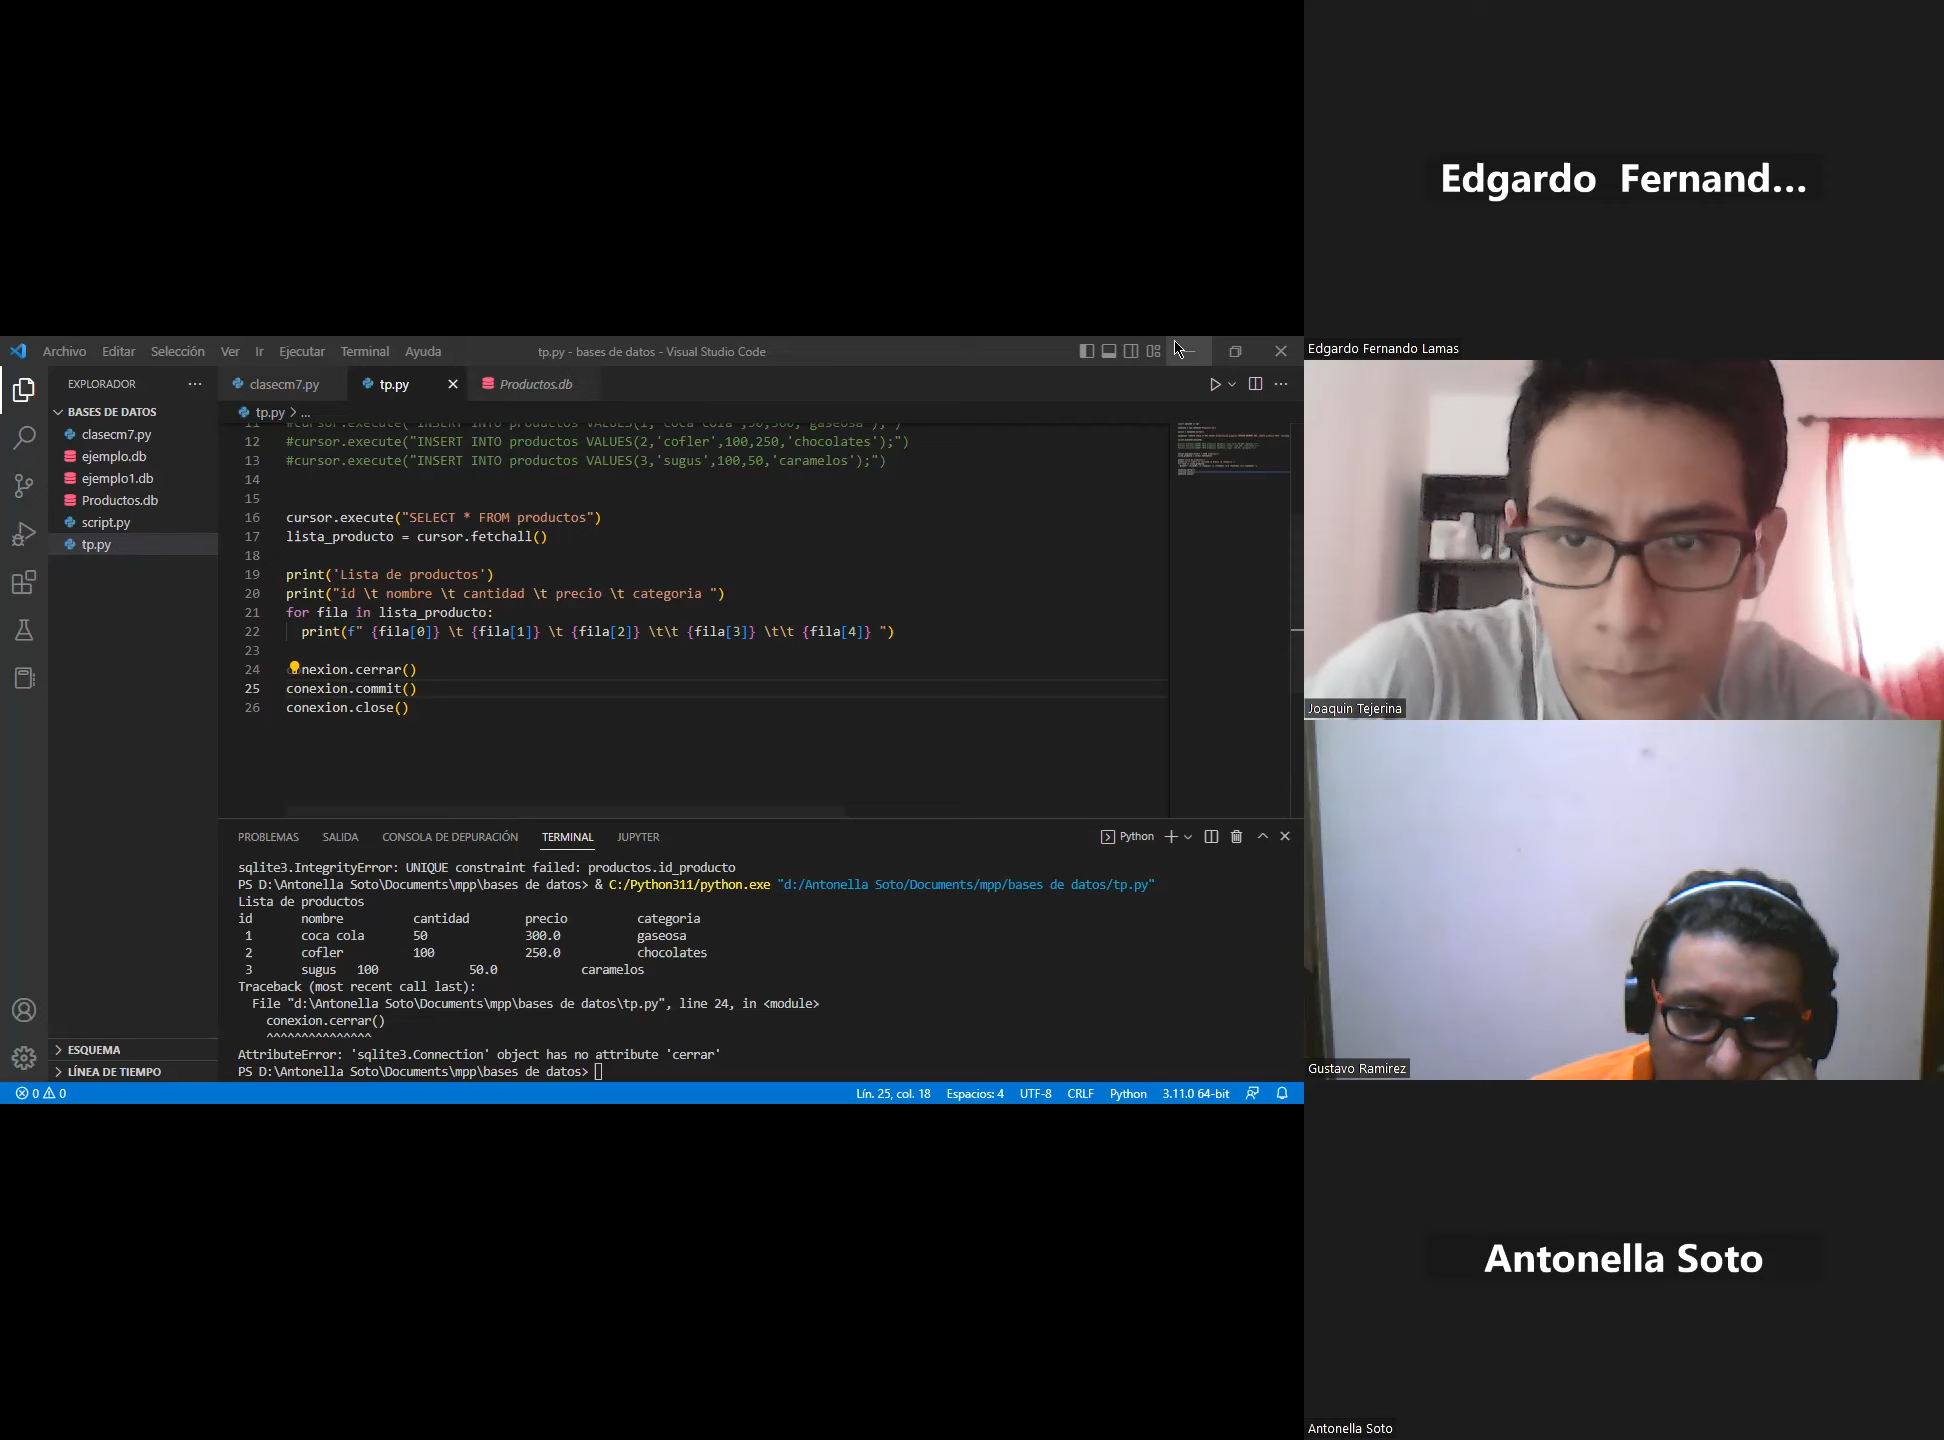 Archivo Editar Selección Ver Ir Ejecutar Terminal Ayuda
tp.py - bases de datos - Visual Studio Code
EXPLORADOR
BASES DE DATOS
clasecm7.py
ejemplo.db
ejemplo1.db
Productos.db
script.py
tp.py
ESQUEMA
LÍNEA DE TIEMPO
clasecm7.py tp.py Productos.db
tp.py > ...
11 #cursor.execute("INSERT INTO productos VALUES(1,'coca cola',50,300,'gaseosa');")
12 #cursor.execute("INSERT INTO productos VALUES(2,'cofler',100,250,'chocolates');")
13 #cursor.execute("INSERT INTO productos VALUES(3,'sugus',100,50,'caramelos');")
14
15
16 cursor.execute("SELECT * FROM productos")
17 lista_producto = cursor.fetchall()
18
19 print('Lista de productos')
20 print("id \t nombre \t cantidad \t precio \t categoria ")
21 for fila in lista_producto:
22 print(f" {fila[0]} \t {fila[1]} \t {fila[2]} \t\t {fila[3]} \t\t {fila[4]} ")
23
24 nexion.cerrar()
25 conexion.commit()
26 conexion.close()
PROBLEMAS SALIDA CONSOLA DE DEPURACIÓN TERMINAL JUPYTER
Python
sqlite3.IntegrityError: UNIQUE constraint failed: productos.id_producto
PS D:\Antonella Soto\Documents\mpp\bases de datos> & C:/Python311/python.exe "d:/Antonella Soto/Documents/mpp/bases de datos/tp.py"
Lista de productos
id nombre cantidad precio categoria
1 coca cola 50 300.0 gaseosa
2 cofler 100 250.0 chocolates
3 sugus 100 50.0 caramelos
Traceback (most recent call last):
File "d:\Antonella Soto\Documents\mpp\bases de datos\tp.py", line 24, in <module>
conexion.cerrar()
^^^^^^^^^^^^^^^
AttributeError: 'sqlite3.Connection' object has no attribute 'cerrar'
PS D:\Antonella Soto\Documents\mpp\bases de datos>
0 0
Lín. 25, col. 18 Espacios: 4 UTF-8 CRLF Python 3.11.0 64-bit
Edgardo Fernand...
Edgardo Fernando Lamas
Joaquin Tejerina
Gustavo Ramirez
Antonella Soto
Antonella Soto